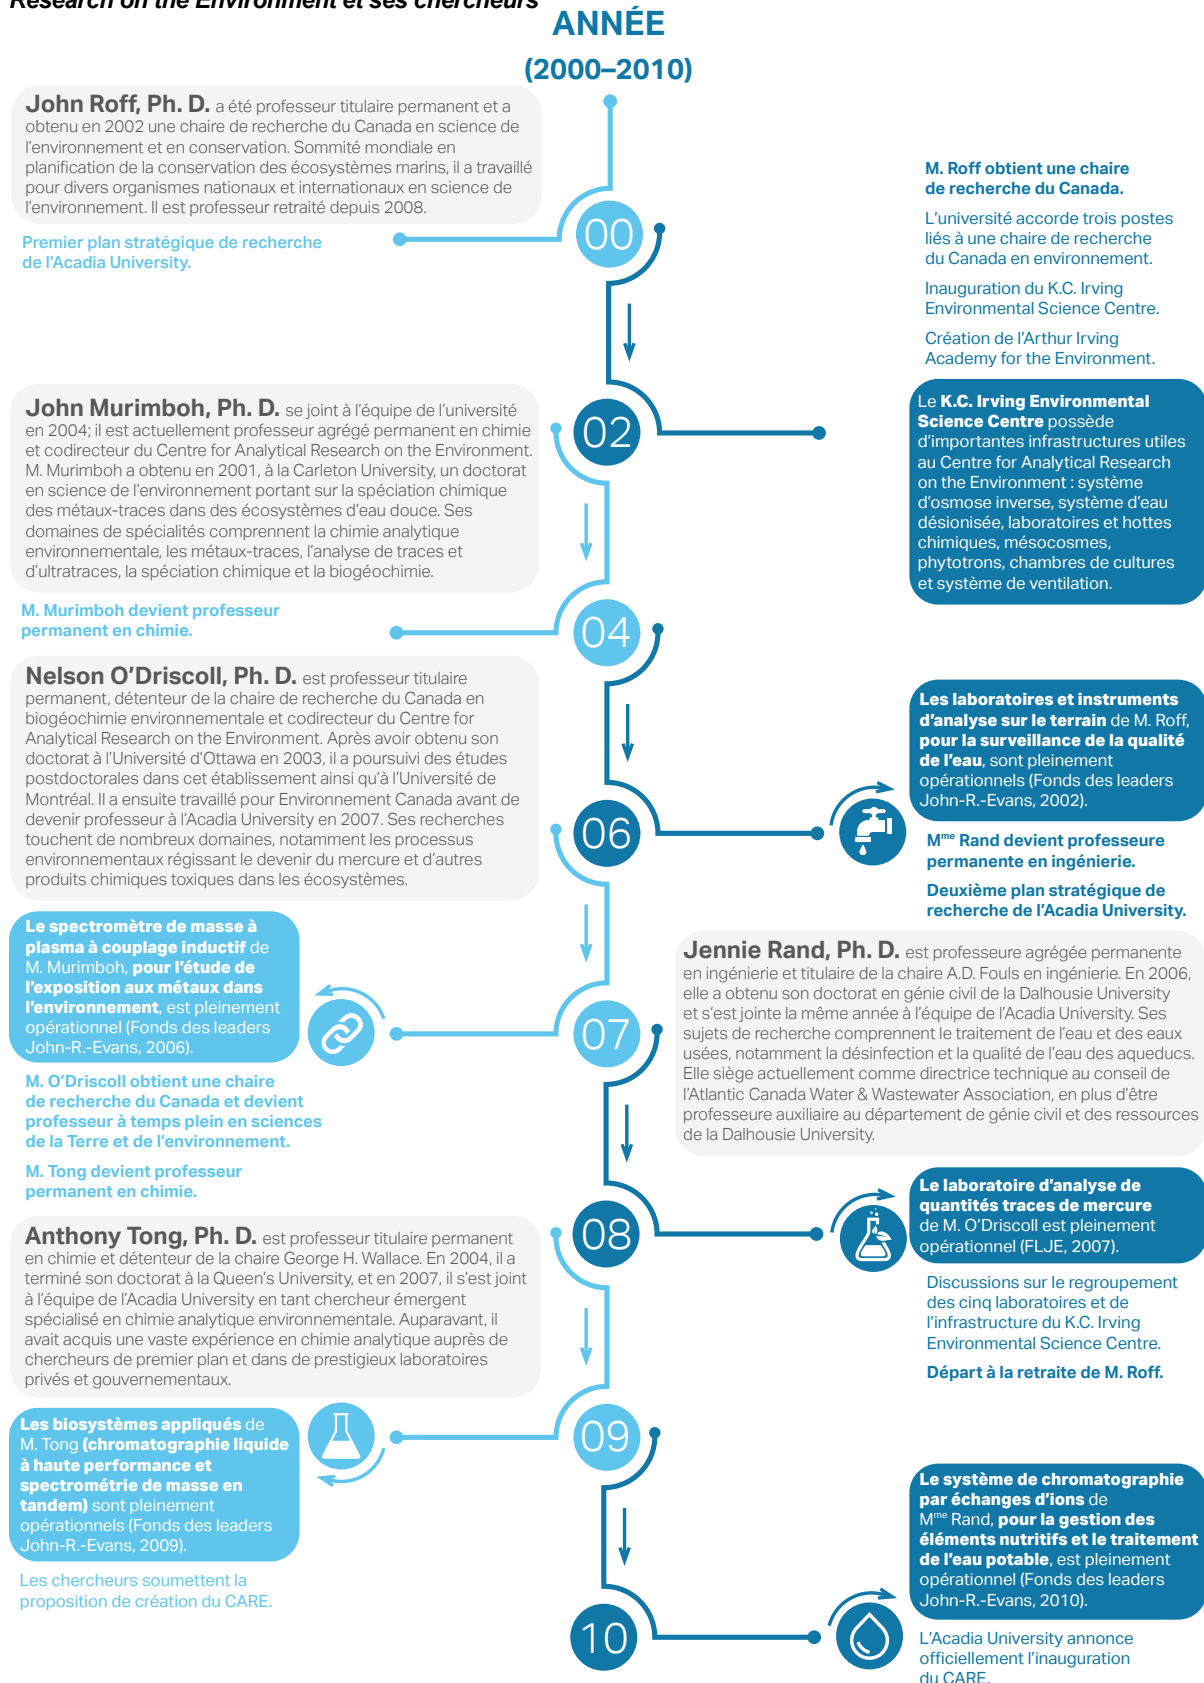 Research on the Environment et ses chercheurs
ANNÉE
(2000–2010)
John Roff, Ph. D. a été professeur titulaire permanent et a
obtenu en 2002 une chaire de recherche du Canada en science de
l’environnement et en conservation. Sommité mondiale en
planification de la conservation des écosystèmes marins, il a travaillé
pour divers organismes nationaux et internationaux en science de
l’environnement. Il est professeur retraité depuis 2008.
00
Premier plan stratégique de recherche
de l’Acadia University.
M. Roff obtient une chaire
de recherche du Canada.
L’université accorde trois postes
liés à une chaire de recherche
du Canada en environnement.
Inauguration du K.C. Irving
Environmental Science Centre.
Création de l’Arthur Irving
Academy for the Environment.
02
Le K.C. Irving Environmental
Science Centre possède
d’importantes infrastructures utiles
au Centre for Analytical Research
on the Environment : système
d’osmose inverse, système d’eau
désionisée, laboratoires et hottes
chimiques, mésocosmes,
phytotrons, chambres de cultures
et système de ventilation.
John Murimboh, Ph. D. se joint à l’équipe de l’université
en 2004; il est actuellement professeur agrégé permanent en chimie
et codirecteur du Centre for Analytical Research on the Environment.
M. Murimboh a obtenu en 2001, à la Carleton University, un doctorat
en science de l’environnement portant sur la spéciation chimique
des métaux-traces dans des écosystèmes d’eau douce. Ses
domaines de spécialités comprennent la chimie analytique
environnementale, les métaux-traces, l’analyse de traces et
d’ultratraces, la spéciation chimique et la biogéochimie.
04
M. Murimboh devient professeur
permanent en chimie.
Nelson O’Driscoll, Ph. D. est professeur titulaire
permanent, détenteur de la chaire de recherche du Canada en
biogéochimie environnementale et codirecteur du Centre for
Analytical Research on the Environment. Après avoir obtenu son
doctorat à l’Université d’Ottawa en 2003, il a poursuivi des études
postdoctorales dans cet établissement ainsi qu’à l’Université de
Montréal. Il a ensuite travaillé pour Environnement Canada avant de
devenir professeur à l’Acadia University en 2007. Ses recherches
touchent de nombreux domaines, notamment les processus
environnementaux régissant le devenir du mercure et d’autres
produits chimiques toxiques dans les écosystèmes.
06
Les laboratoires et instruments
d’analyse sur le terrain de M. Roff,
pour la surveillance de la qualité
de l’eau, sont pleinement
opérationnels (Fonds des leaders
John-R.-Evans, 2002).
Mme Rand devient professeure
permanente en ingénierie.
Deuxième plan stratégique de
recherche de l’Acadia University.
Le spectromètre de masse à
plasma à couplage inductif de
M. Murimboh, pour l’étude de
l’exposition aux métaux dans
l’environnement, est pleinement
opérationnel (Fonds des leaders
John-R.-Evans, 2006).
07
M. O’Driscoll obtient une chaire
de recherche du Canada et devient
professeur à temps plein en sciences
de la Terre et de l’environnement.
M. Tong devient professeur
permanent en chimie.
Jennie Rand, Ph. D. est professeure agrégée permanente
en ingénierie et titulaire de la chaire A.D. Fouls en ingénierie. En 2006,
elle a obtenu son doctorat en génie civil de la Dalhousie University
et s’est jointe la même année à l’équipe de l’Acadia University. Ses
sujets de recherche comprennent le traitement de l’eau et des eaux
usées, notamment la désinfection et la qualité de l’eau des aqueducs.
Elle siège actuellement comme directrice technique au conseil de
l’Atlantic Canada Water & Wastewater Association, en plus d’être
professeure auxiliaire au département de génie civil et des ressources
de la Dalhousie University.
08
Le laboratoire d’analyse de
quantités traces de mercure
de M. O’Driscoll est pleinement
opérationnel (FLJE, 2007).
Discussions sur le regroupement
des cinq laboratoires et de
l’infrastructure du K.C. Irving
Environmental Science Centre.
Départ à la retraite de M. Roff.
Anthony Tong, Ph. D. est professeur titulaire permanent
en chimie et détenteur de la chaire George H. Wallace. En 2004, il a
terminé son doctorat à la Queen’s University, et en 2007, il s’est joint
à l’équipe de l’Acadia University en tant chercheur émergent
spécialisé en chimie analytique environnementale. Auparavant, il
avait acquis une vaste expérience en chimie analytique auprès de
chercheurs de premier plan et dans de prestigieux laboratoires
privés et gouvernementaux.
09
Les biosystèmes appliqués de
M. Tong (chromatographie liquide
à haute performance et
spectrométrie de masse en
tandem) sont pleinement
opérationnels (Fonds des leaders
John-R.-Evans, 2009).
Les chercheurs soumettent la
proposition de création du CARE.
10
Le système de chromatographie
par échanges d’ions de
Mme Rand, pour la gestion des
éléments nutritifs et le traitement
de l’eau potable, est pleinement
opérationnel (Fonds des leaders
John-R.-Evans, 2010).
L’Acadia University annonce
officiellement l’inauguration
du CARE.